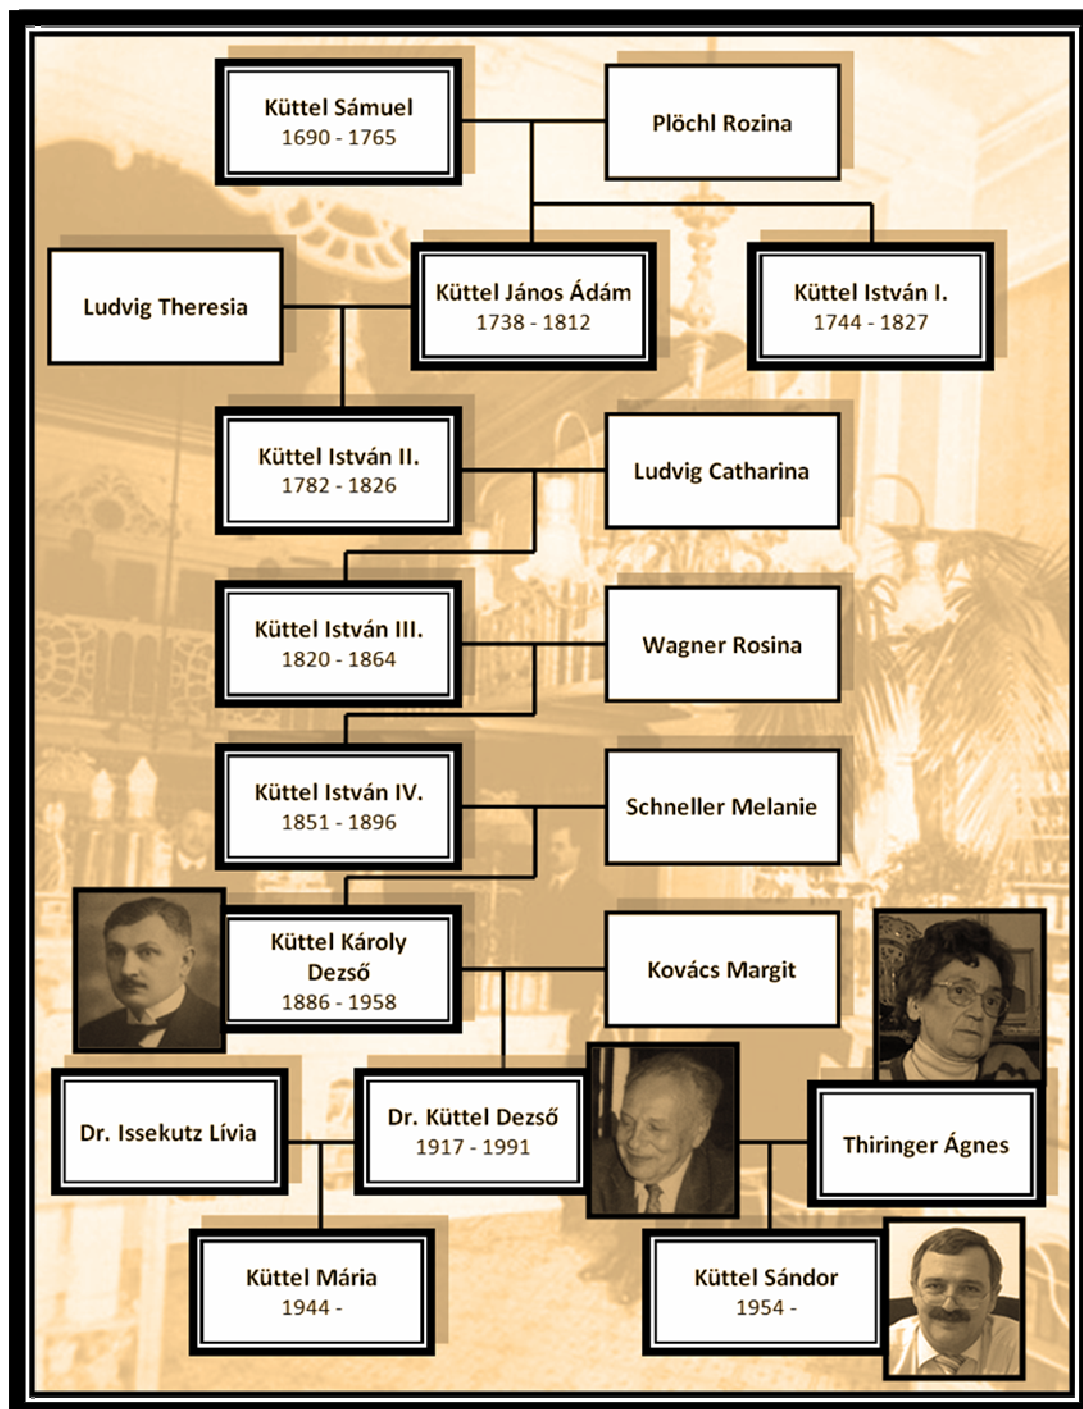 Küttel Sámuel
1690 - 1765
Plöchl Rozina
Ludvig Theresia
Küttel János Ádám
1738 - 1812
Küttel István I.
1744 - 1827
Küttel István II.
1782 - 1826
Ludvig Catharina
Küttel István III.
1820 - 1864
Wagner Rosina
Küttel István IV.
1851 - 1896
Schneller Melanie
Küttel Károly
Dezső
1886 - 1958
Kovács Margit
Dr. Issekutz Lívia
Dr. Küttel Dezső
1917 - 1991
Thiringer Ágnes
Küttel Mária
1944 -
Küttel Sándor
1954 -